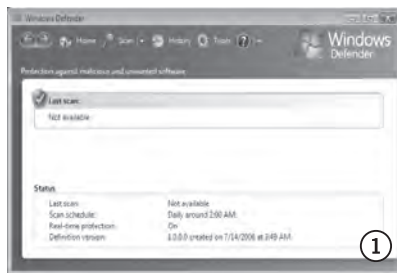 Windows Defender
Home Scan History Tools
Windows
Defender
Protection against malicious and unwanted software
Last scan:
Not available
Status
Last scan: Not available
Scan schedule: Daily around 2:00 AM.
Real-time protection: On
Definition version: 1.0.0.0 created on 7/14/2006 at 3:49 AM.
1